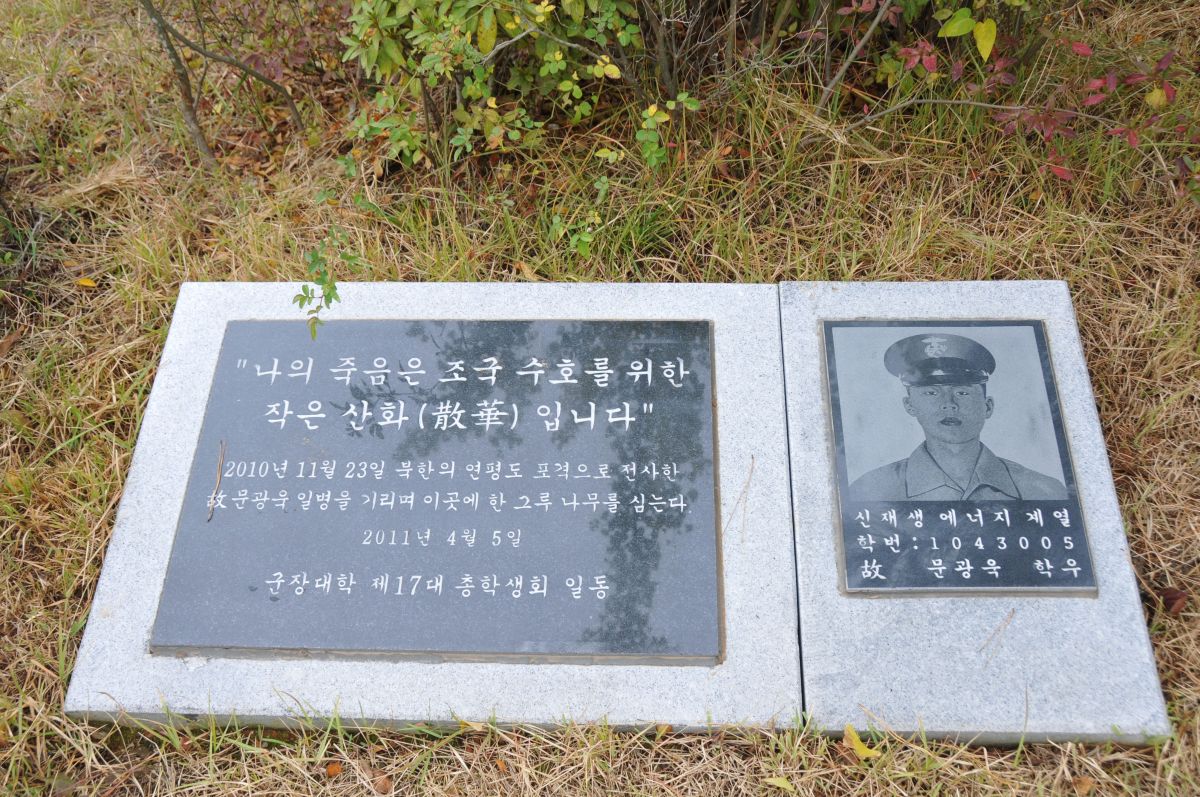 "나의 죽음은 조국 수호를 위한
작은 산화(散華) 입니다"
2010년 11월 23일 북한의 연평도 포격으로 전사한
故 문광욱 일병을 기리며 이곳에 한 그루 나무를 심는다.
2011년 4월 5일
군장대학 제17대 총학생회 일동
신재생에너지계열
학번:1043005
故 문광욱 학우